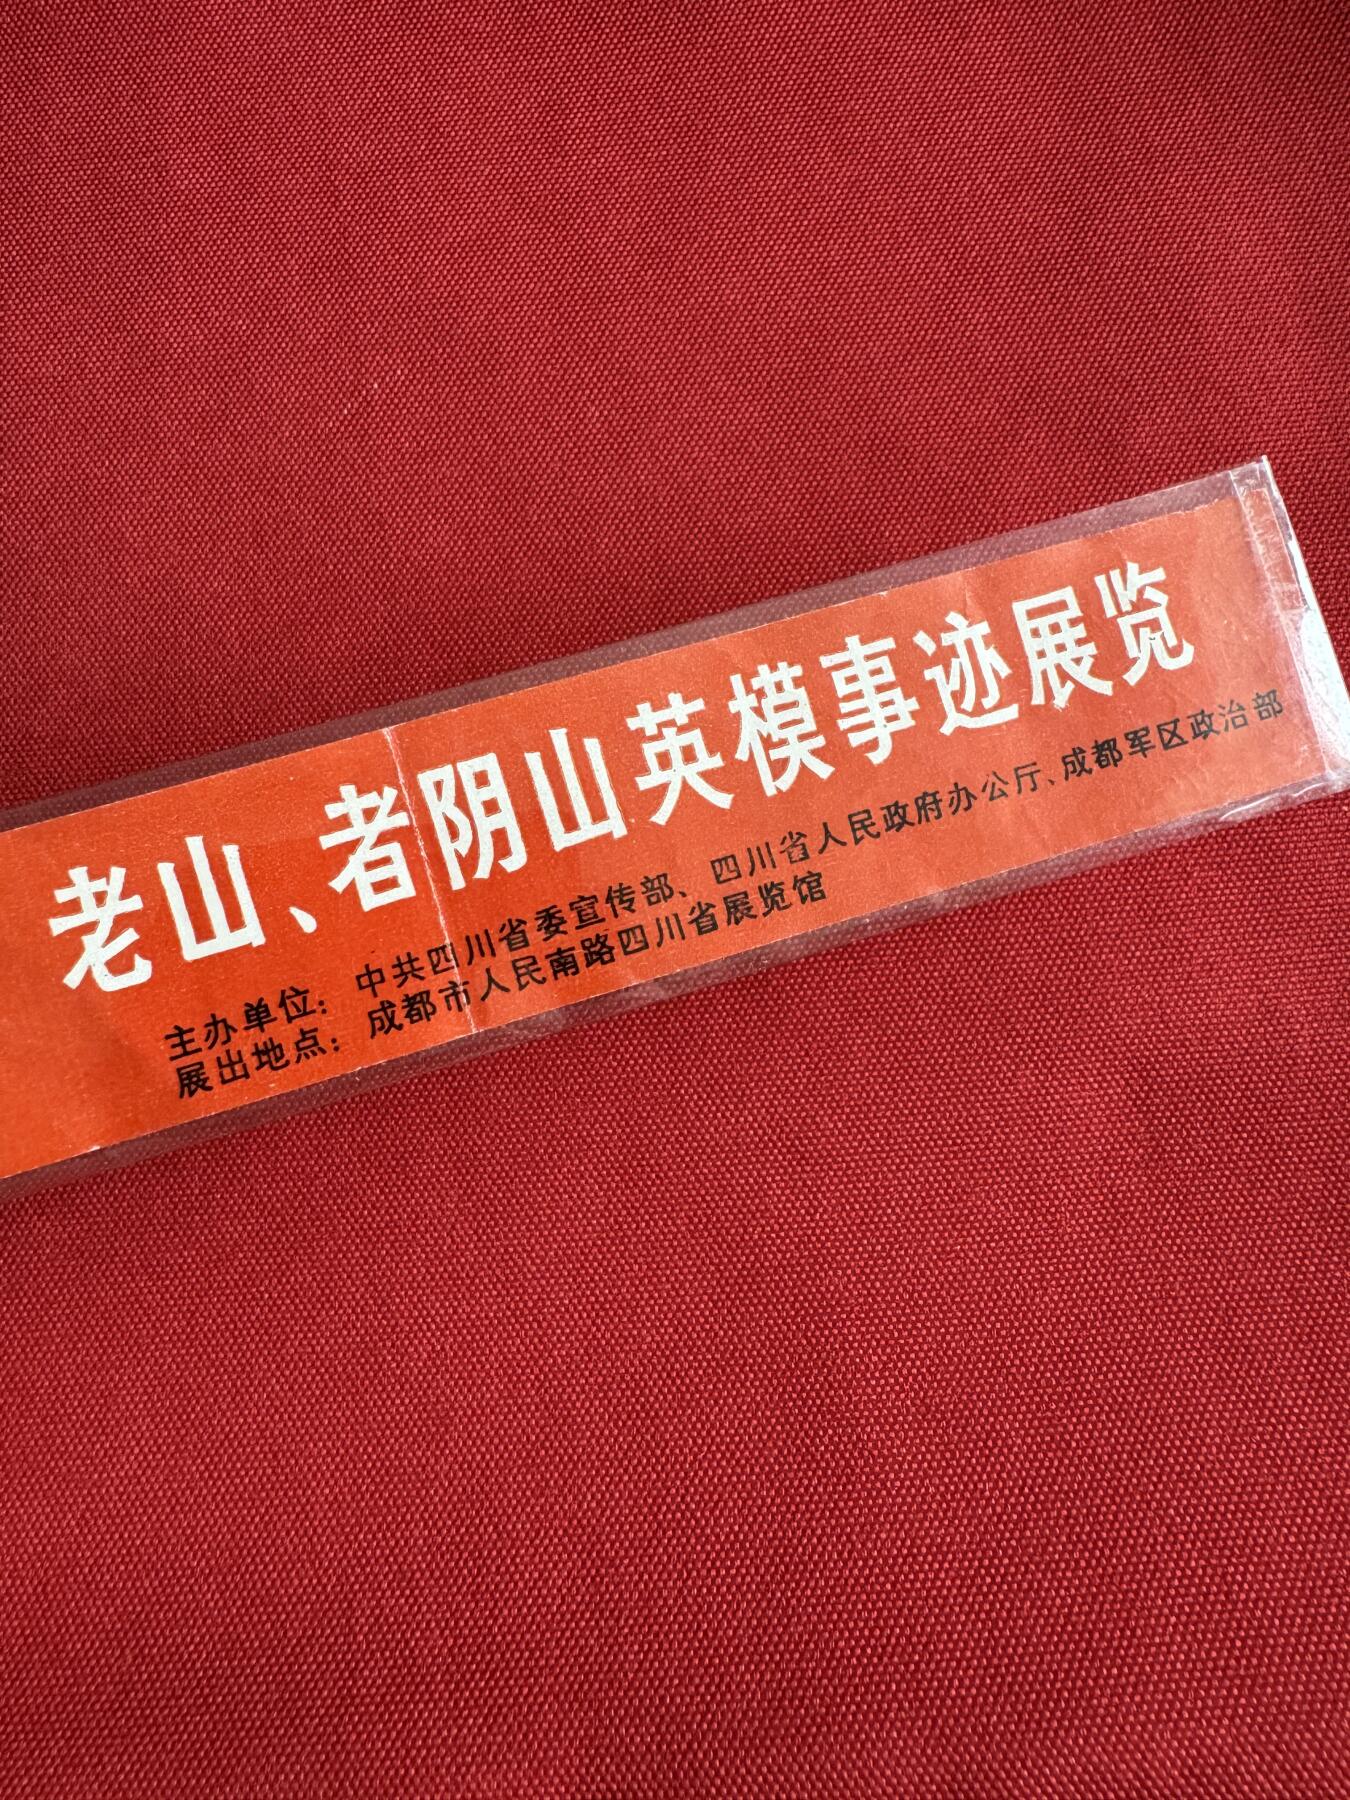 老山、者阴山英模事迹展览
主办单位：中共四川省委宣传部、四川省人民政府办公厅、成都军区政治部
展出地点：成都市人民南路四川省展览馆